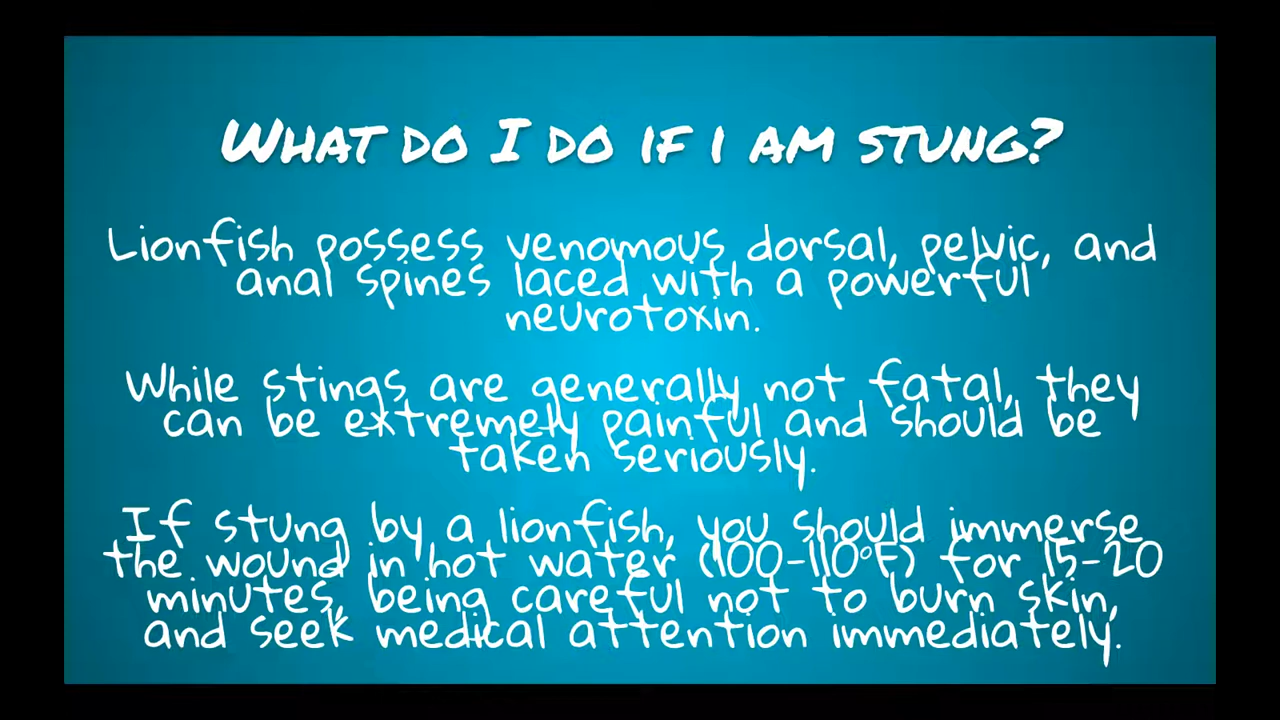 WHAT DO I DO IF I AM STUNG?
Lionfish possess venomous dorsal, pelvic, and
anal spines laced with a powerful
neurotoxin.
While stings are generally not fatal, they
can be extremely painful and should be
taken seriously.
If stung by a lionfish, you should immerse
the wound in hot water (100-110°F) for 15-20
minutes, being careful not to burn skin,
and seek medical attention immediately.